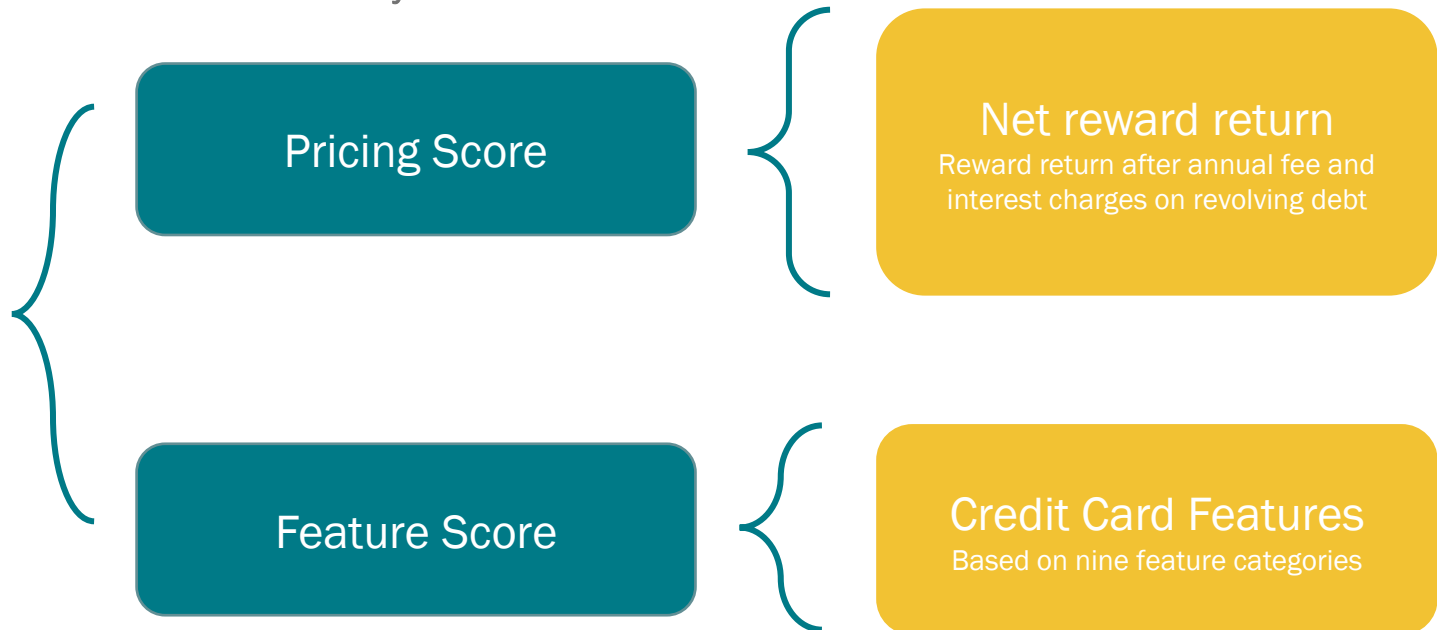 Pricing Score
Net reward return
Reward return after annual fee and
interest charges on revolving debt
Feature Score
Credit Card Features
Based on nine feature categories